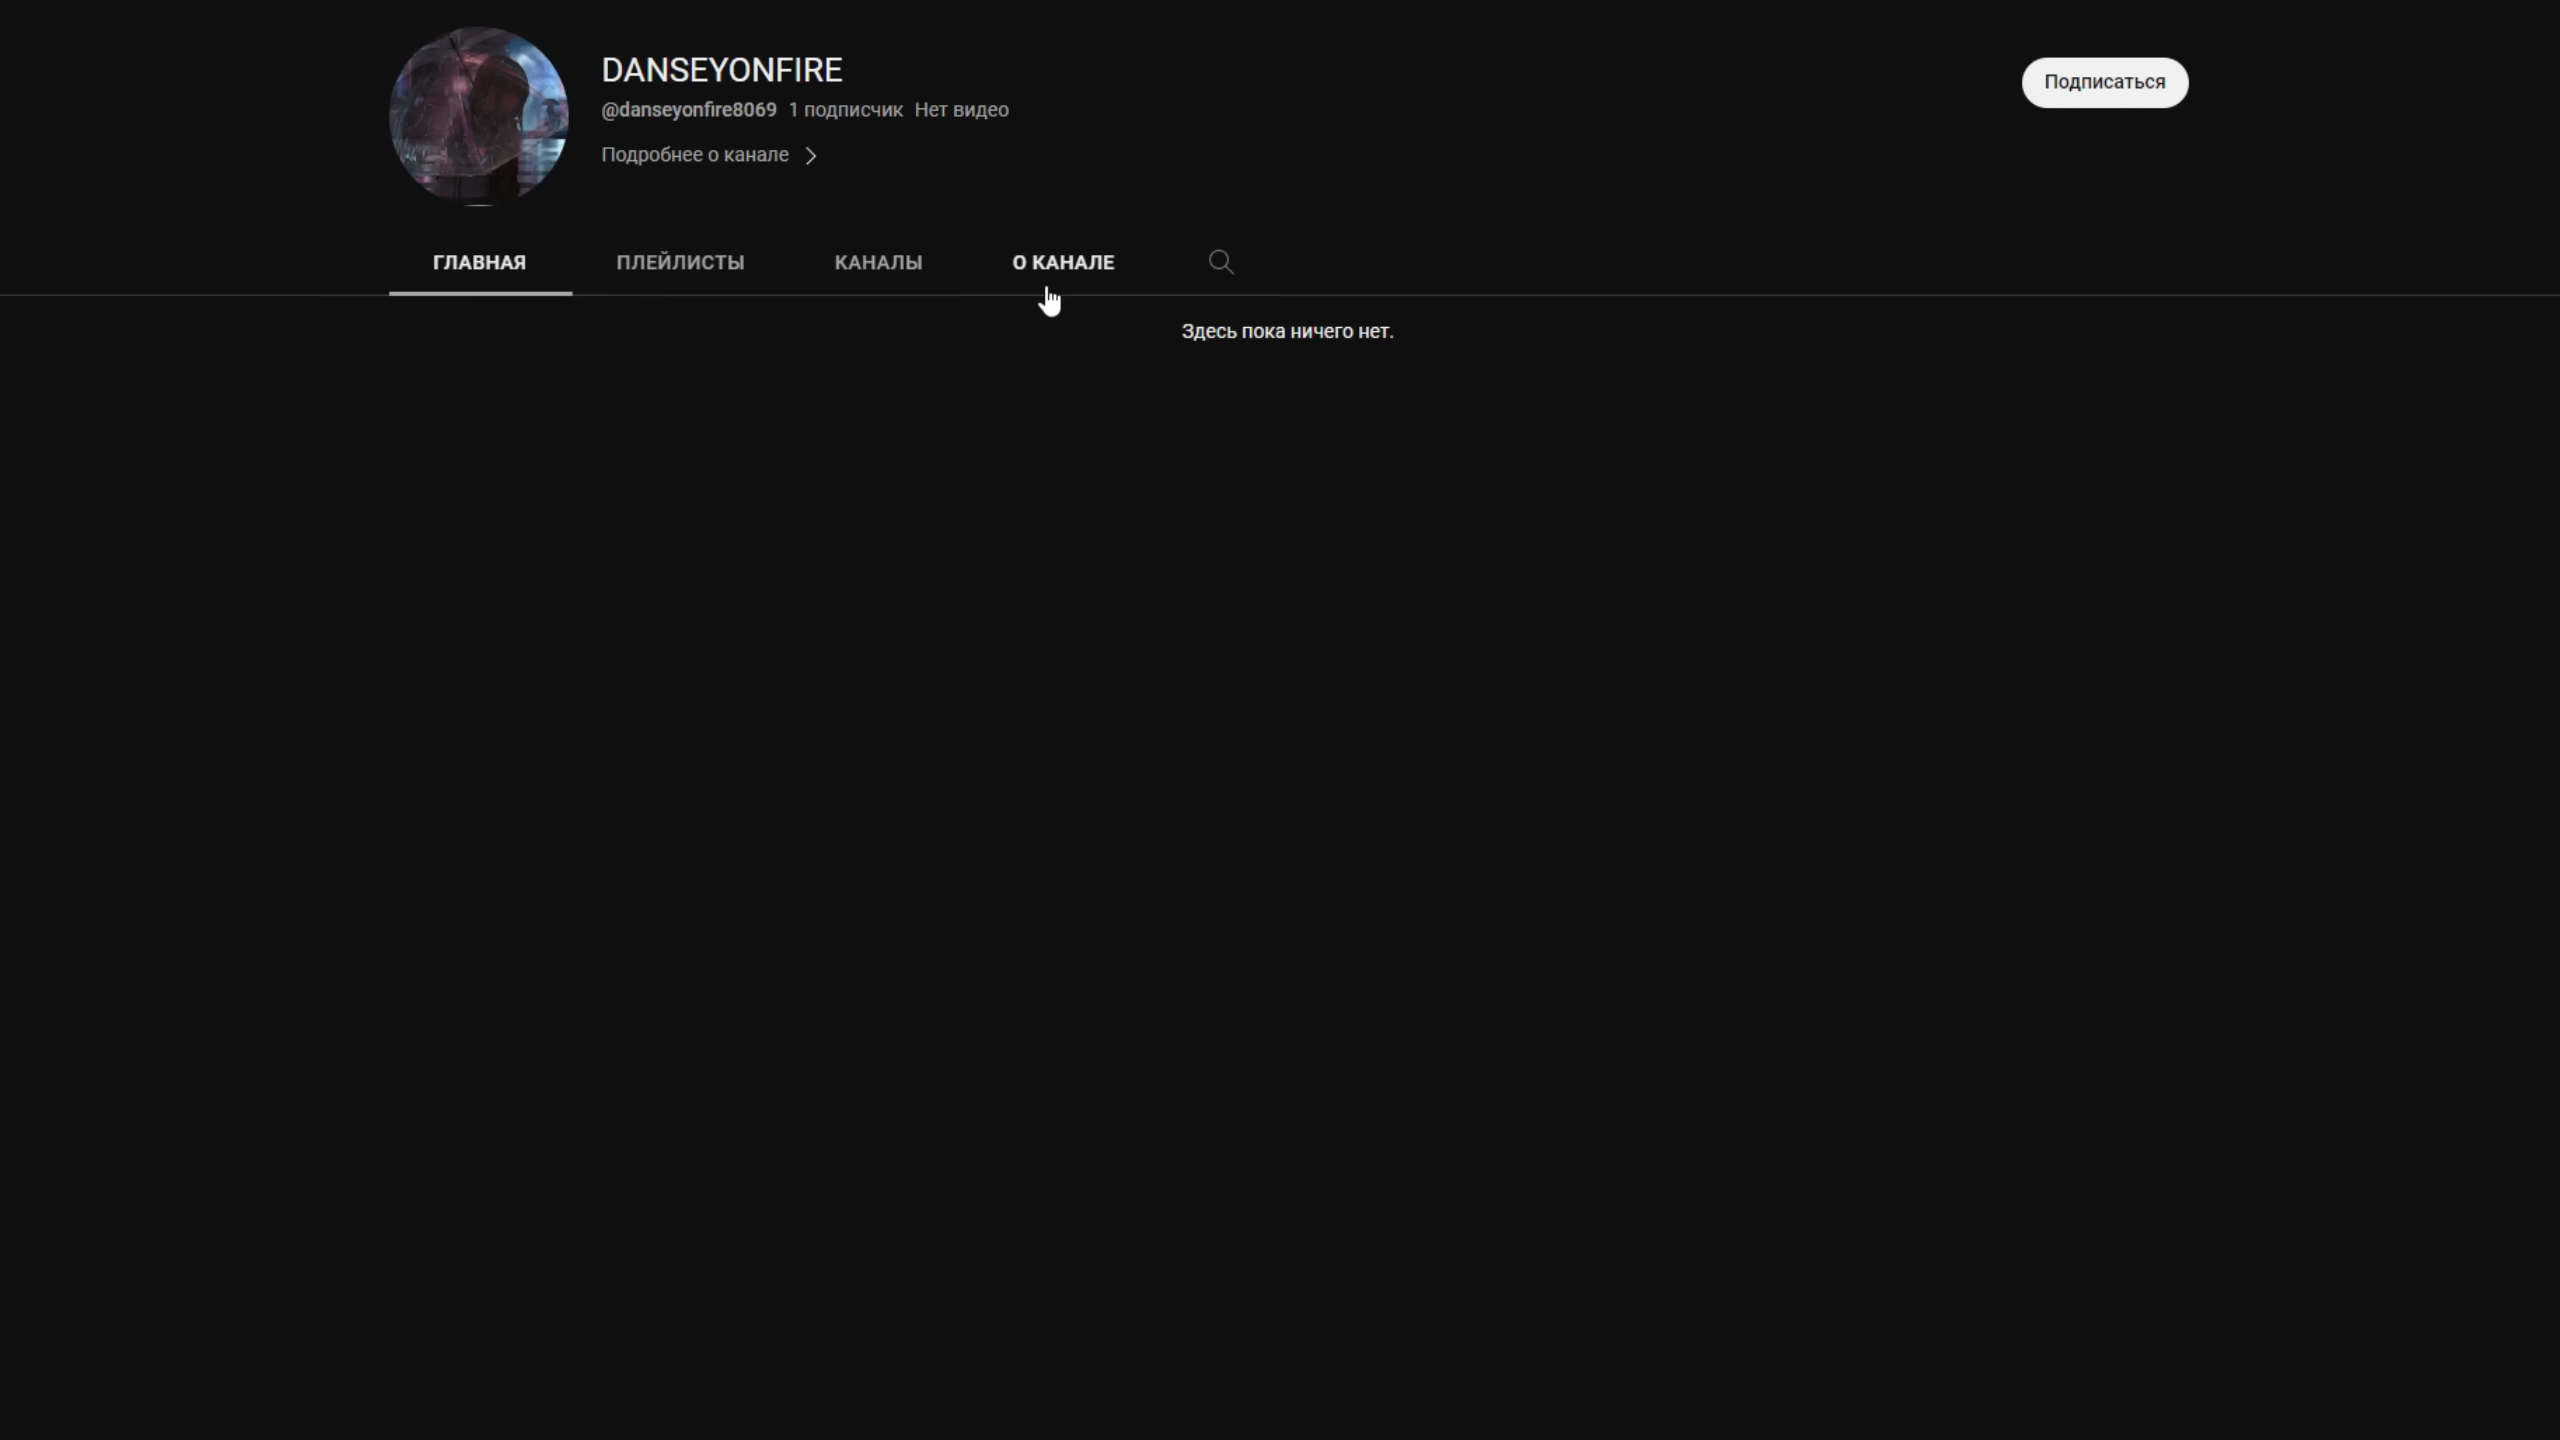 DANSEYONFIRE
Подписаться
@danseyonfire8069 1 подписчик Нет видео
Подробнее о канале
ГЛАВНАЯ ПЛЕЙЛИСТЫ КАНАЛЫ О КАНАЛЕ
Здесь пока ничего нет.